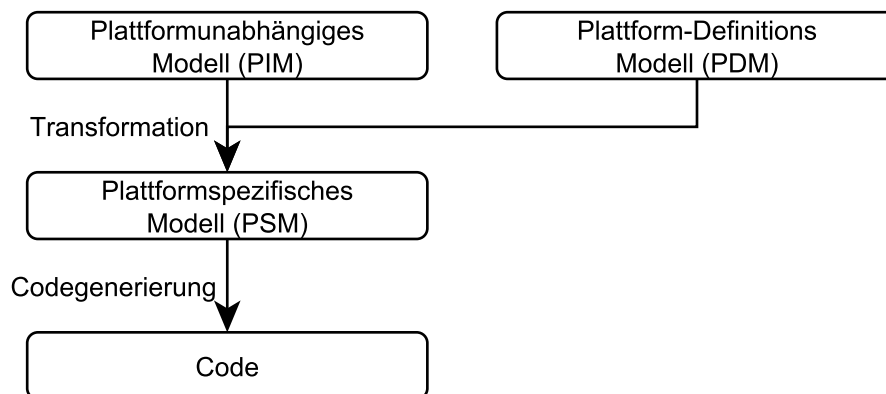 Plattformunabhängiges
Modell (PIM)
Plattform-Definitions
Modell (PDM)
Transformation
Plattformspezifisches
Modell (PSM)
Codegenerierung
Code